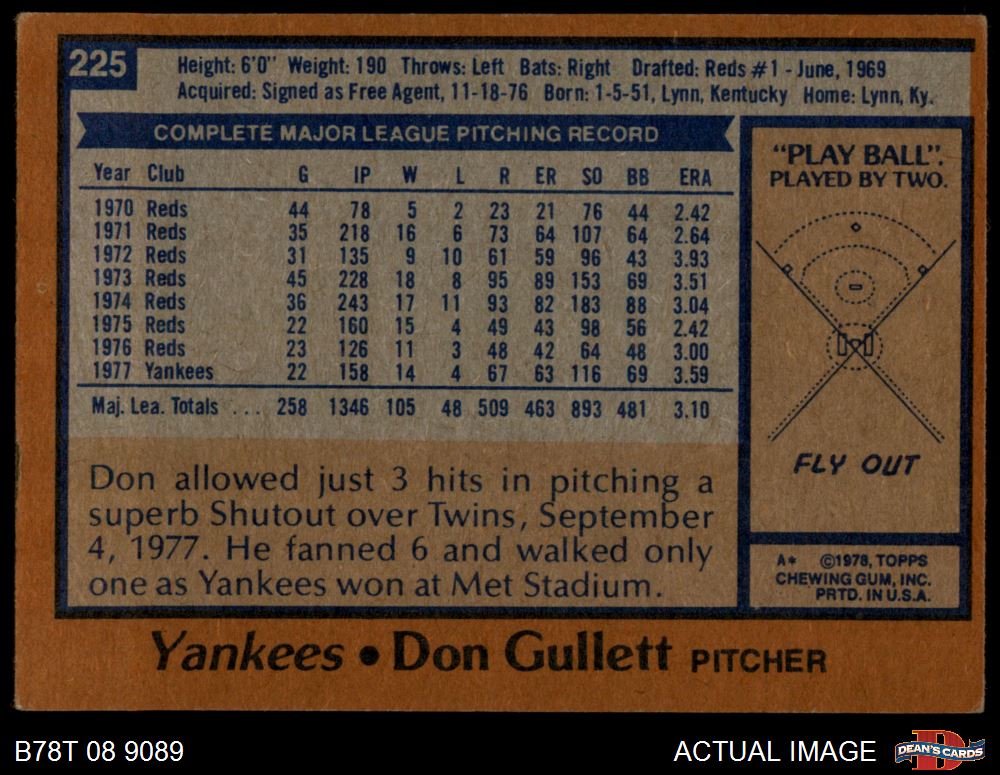 225
Height: 6'0" Weight: 190 Throws: Left Bats: Right Drafted: Reds #1 - June, 1969
Acquired: Signed as Free Agent, 11-18-76 Born: 1-5-51, Lynn, Kentucky Home: Lynn, Ky.
COMPLETE MAJOR LEAGUE PITCHING RECORD
Year Club G IP W L R ER SO BB ERA
1970 Reds 44 78 5 2 23 21 76 44 2.42
1971 Reds 35 218 16 6 73 64 107 64 2.64
1972 Reds 31 135 9 10 61 59 96 43 3.93
1973 Reds 45 228 18 8 95 89 153 69 3.51
1974 Reds 36 243 17 11 93 82 183 88 3.04
1975 Reds 22 160 15 4 49 43 98 56 2.42
1976 Reds 23 126 11 3 48 42 64 48 3.00
1977 Yankees 22 158 14 4 67 63 116 69 3.59
Maj. Lea. Totals ... 258 1346 105 48 509 463 893 481 3.10
Don allowed just 3 hits in pitching a
superb Shutout over Twins, September
4, 1977. He fanned 6 and walked only
one as Yankees won at Met Stadium.
"PLAY BALL".
PLAYED BY TWO.
FLY OUT
A* ©1978, TOPPS
CHEWING GUM, INC.
PRTD. IN U.S.A.
Yankees • Don Gullett PITCHER
B78T 08 9089
ACTUAL IMAGE
D
DEAN'S CARDS